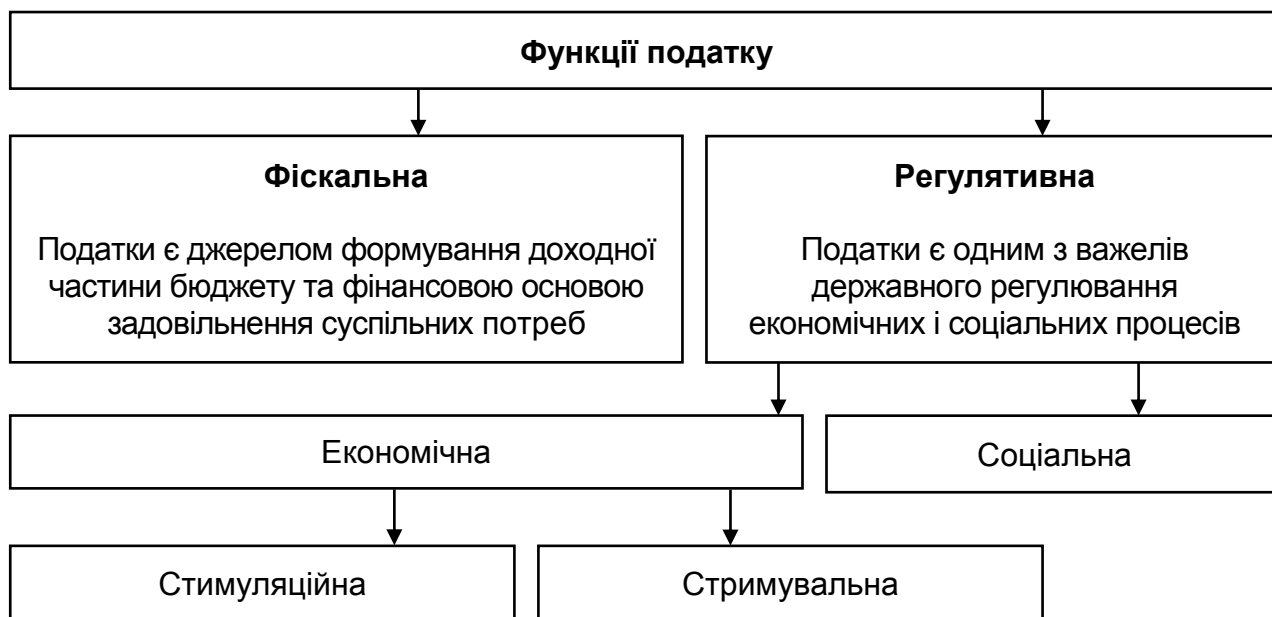 Функції податку
Фіскальна
Податки є джерелом формування доходної
частини бюджету та фінансовою основою
задовільнення суспільних потреб
Регулятивна
Податки є одним з важелів
державного регулювання
економічних і соціальних процесів
Економічна
Соціальна
Стимуляційна
Стримувальна